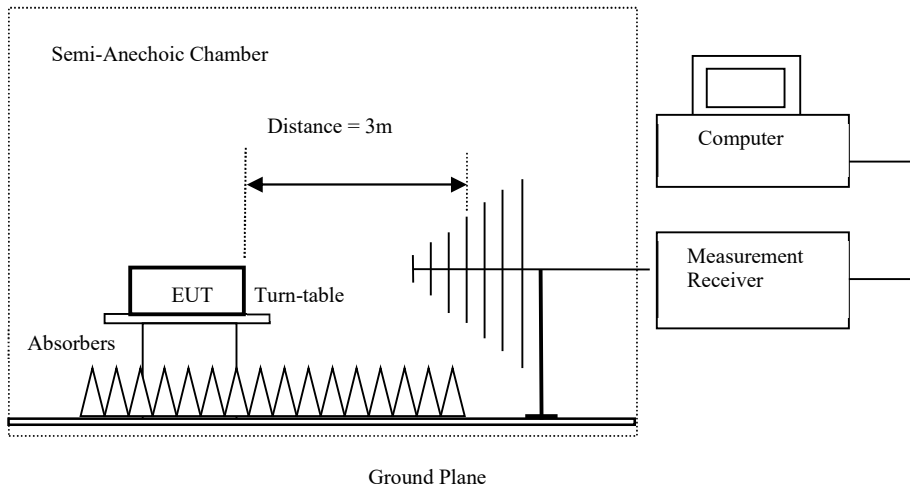 Semi-Anechoic Chamber
Distance = 3m
Computer
Measurement
Receiver
EUT
Turn-table
Absorbers
Ground Plane